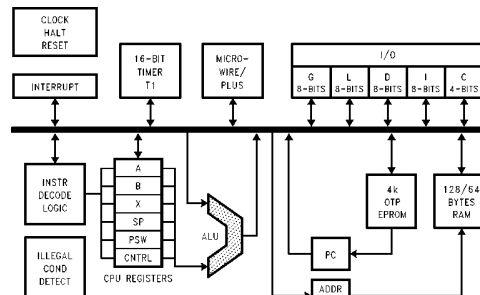 CLOCK
HALT
RESET
INTERRUPT
16-BIT
TIMER
T1
MICRO-
WIRE/
PLUS
I/O
G
8-BITS
L
8-BITS
D
8-BITS
I
8-BITS
C
4-BITS
INSTR
DECODE
LOGIC
A
B
X
SP
PSW
CNTRL
CPU REGISTERS
ALU
4k
OTP
EPROM
128/64
BYTES
RAM
PC
ADDR
ILLEGAL
COND
DETECT